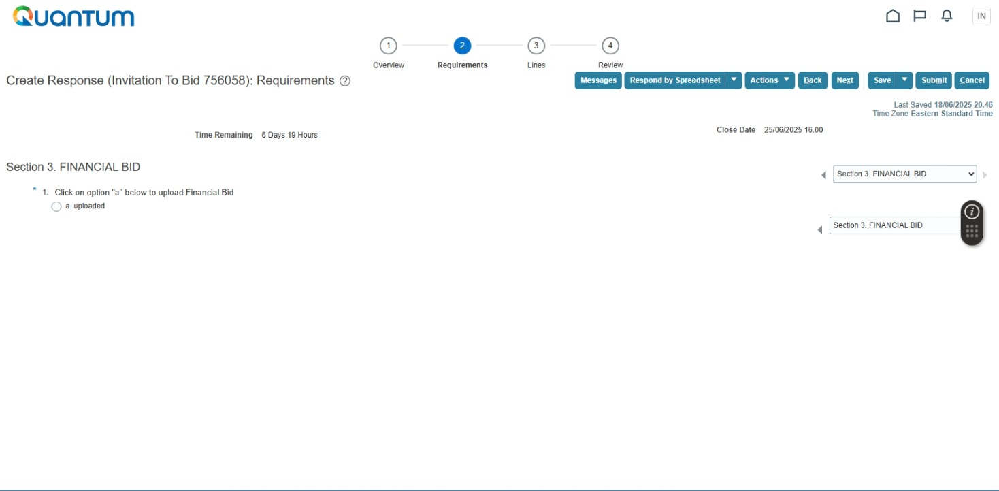 QUANTUM
IN
1
2
3
4
Overview
Requirements
Lines
Review
Create Response (Invitation To Bid 756058): Requirements ?
Messages
Respond by Spreadsheet
Actions
Back
Next
Save
Submit
Cancel
Last Saved 18/06/2025 20.46
Time Zone Eastern Standard Time
Time Remaining 6 Days 19 Hours
Close Date 25/06/2025 16.00
Section 3. FINANCIAL BID
Section 3. FINANCIAL BID
* 1. Click on option "a" below to upload Financial Bid
a. uploaded
i
Section 3. FINANCIAL BID